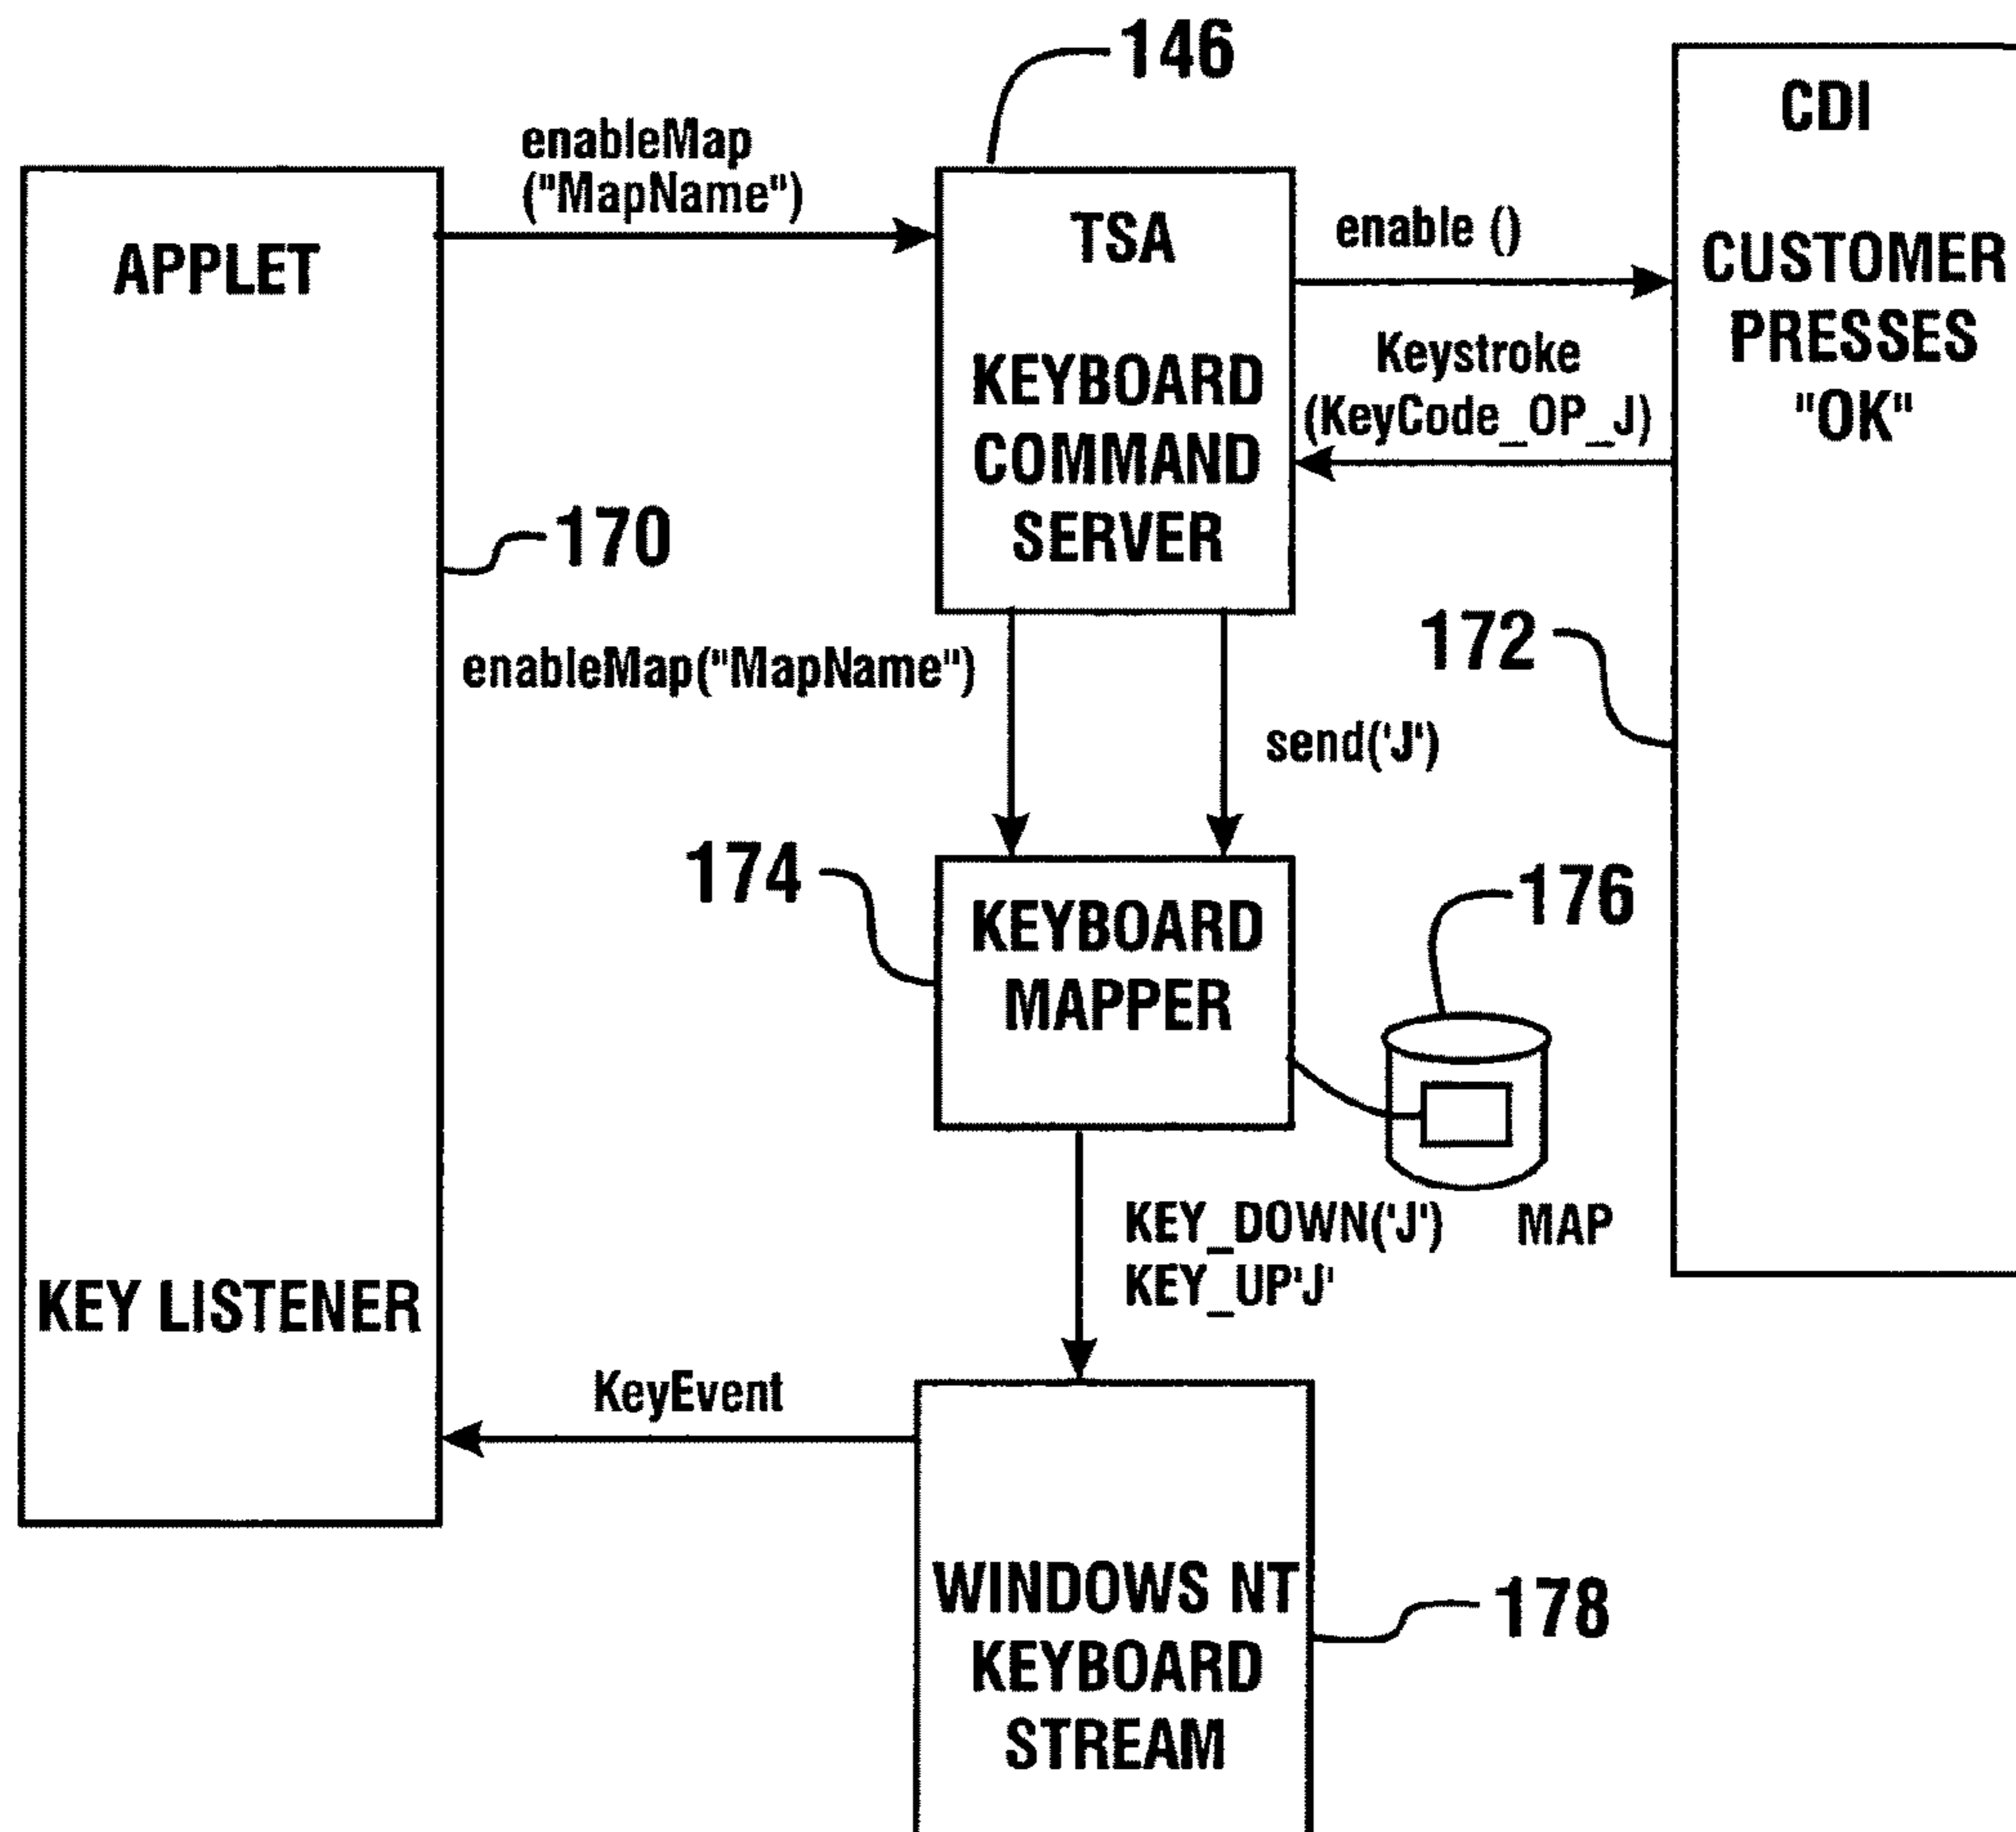 146
CDI
enableMap
("MapName")
APPLET
TSA
enable ()
CUSTOMER
PRESSES
"OK"
KEYBOARD
COMMAND
SERVER
Keystroke
(KeyCode_OP_J)
170
172
enableMap("MapName")
send('J')
174
KEYBOARD
MAPPER
176
KEY_DOWN('J')
KEY_UP'J'
MAP
KEY LISTENER
KeyEvent
WINDOWS NT
KEYBOARD
STREAM
178